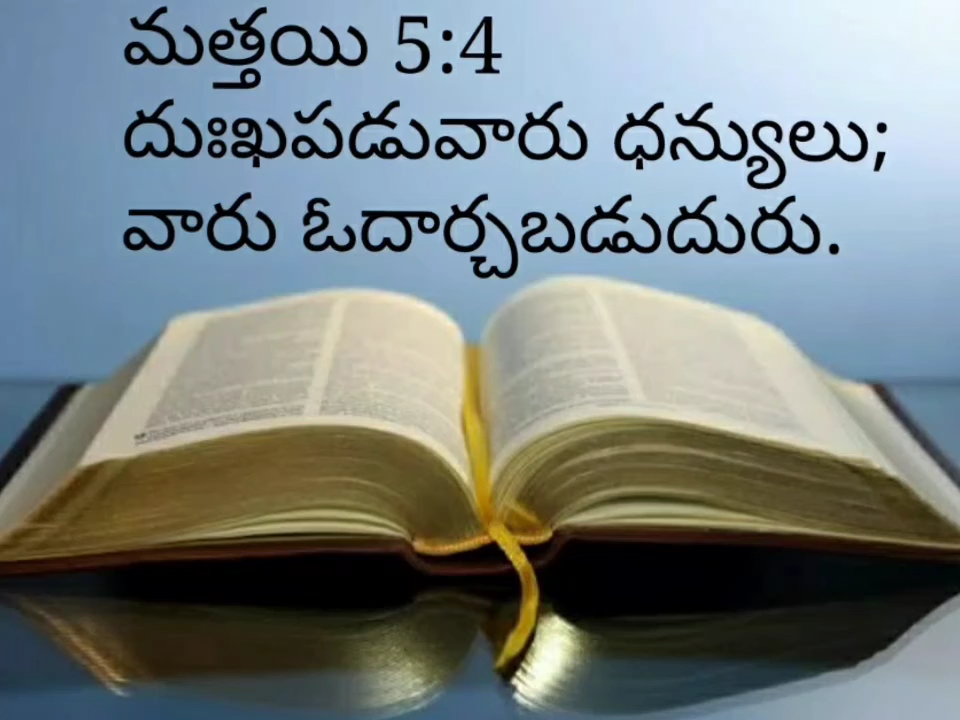 మత్తయి 5:4
దుఃఖపడువారు ధన్యులు;
వారు ఓదార్చబడుదురు.